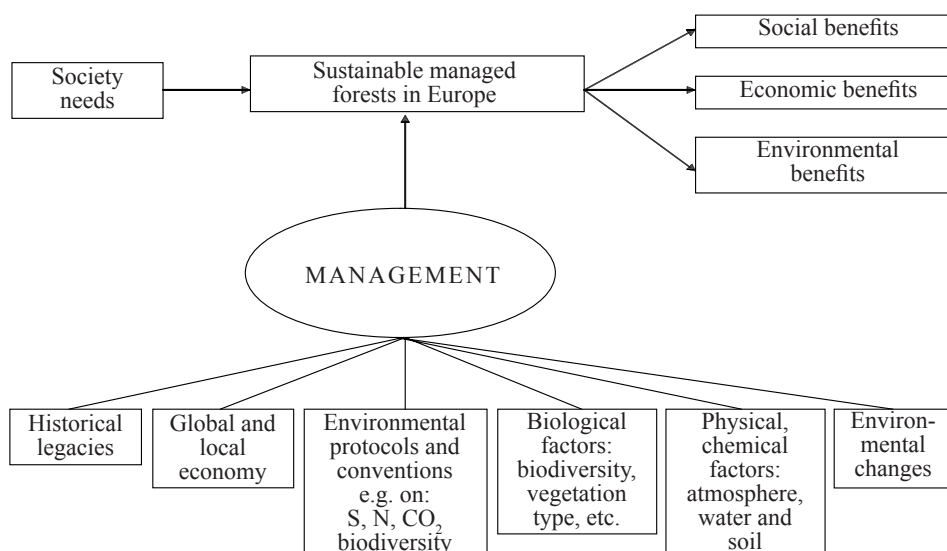 Social benefits
Society
needs
Sustainable managed
forests in Europe
Economic benefits
Environmental
benefits
MANAGEMENT
Historical
legacies
Global and
local
economy
Environmental
protocols and
conventions
e.g. on:
S, N, CO₂
biodiversity
Biological
factors:
biodiversity,
vegetation
type, etc.
Physical,
chemical
factors:
atmosphere,
water and
soil
Environ-
mental
changes